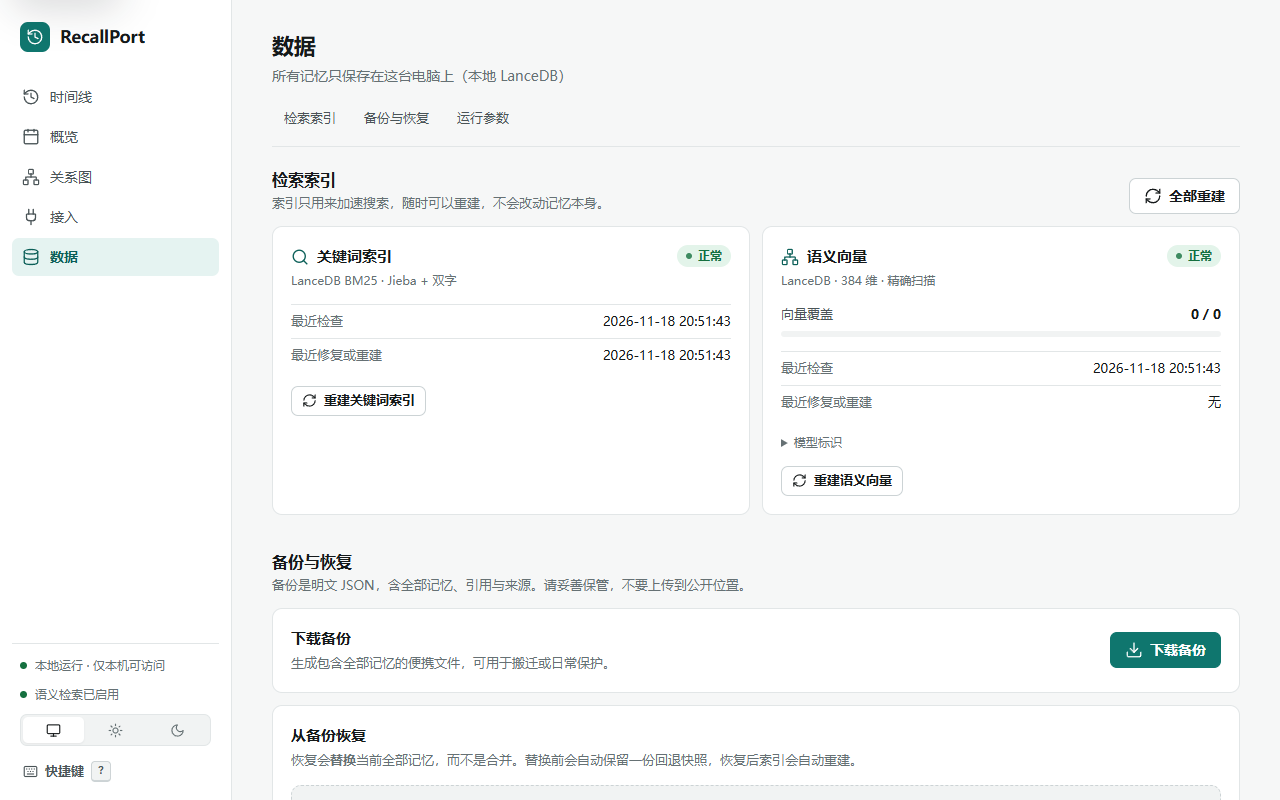 RecallPort
时间线
概览
关系图
接入
数据
本地运行 · 仅本机可访问
语义检索已启用
快捷键 ?
数据
所有记忆只保存在这台电脑上（本地 LanceDB）
检索索引 备份与恢复 运行参数
检索索引
索引只用来加速搜索，随时可以重建，不会改动记忆本身。
全部重建
关键词索引 正常
LanceDB BM25 · Jieba + 双字
最近检查 2026-11-18 20:51:43
最近修复或重建 2026-11-18 20:51:43
重建关键词索引
语义向量 正常
LanceDB · 384 维 · 精确扫描
向量覆盖 0 / 0
最近检查 2026-11-18 20:51:43
最近修复或重建 无
模型标识
重建语义向量
备份与恢复
备份是明文 JSON，含全部记忆、引用与来源。请妥善保管，不要上传到公开位置。
下载备份
生成包含全部记忆的便携文件，可用于搬迁或日常保护。
下载备份
从备份恢复
恢复会替换当前全部记忆，而不是合并。替换前会自动保留一份回退快照，恢复后索引会自动重建。